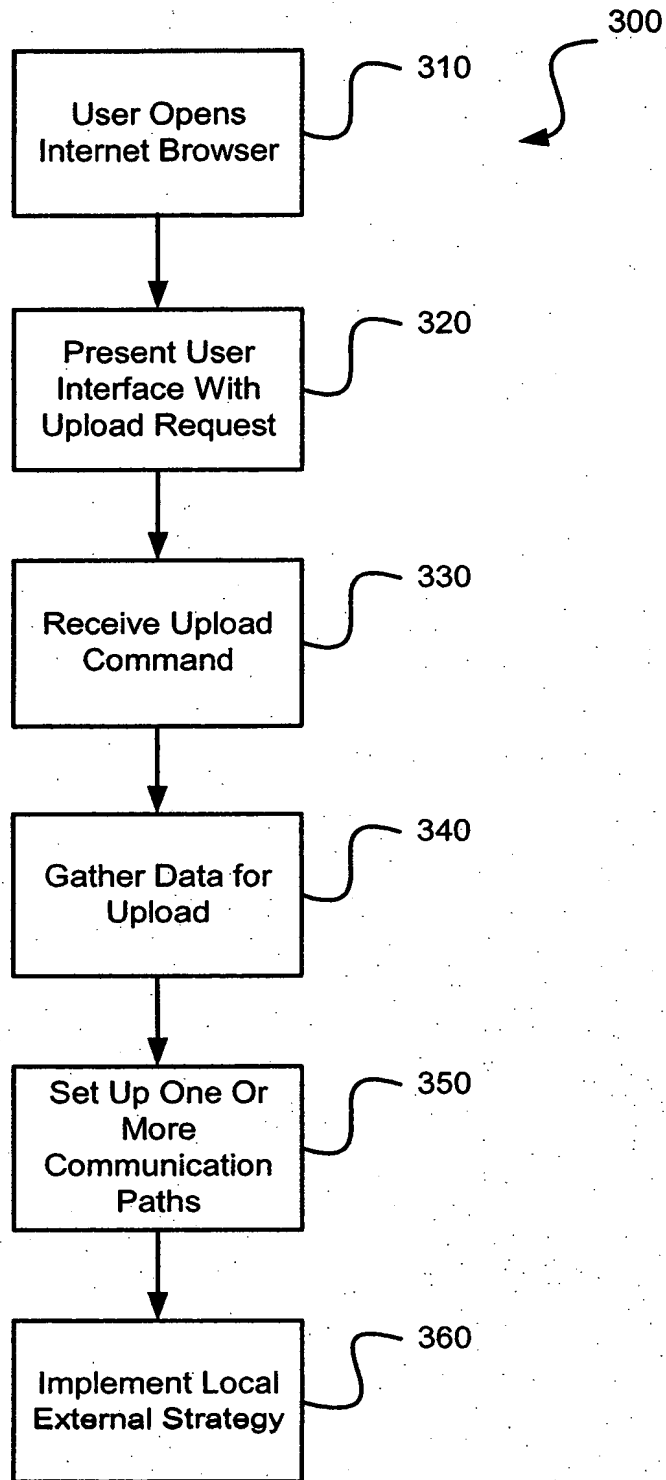 300
310
User Opens
Internet Browser
320
Present User
Interface With
Upload Request
330
Receive Upload
Command
340
Gather Data for
Upload
350
Set Up One Or
More
Communication
Paths
360
Implement Local
External Strategy